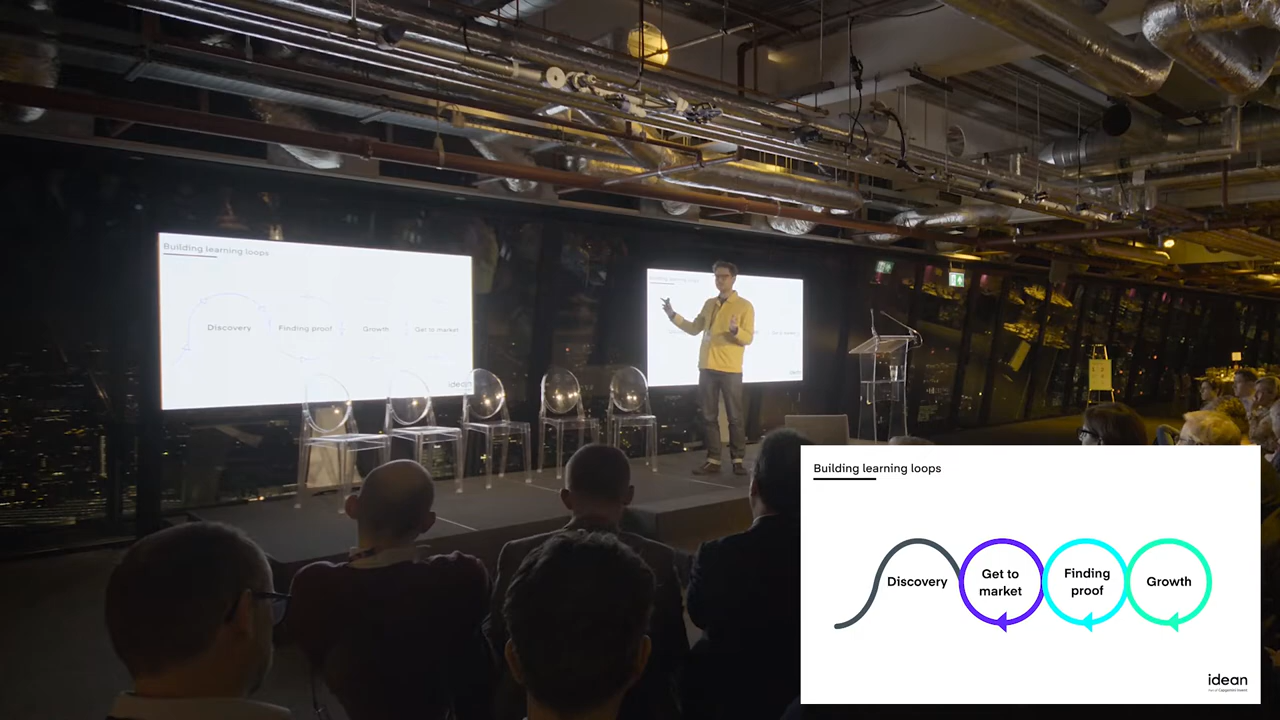 Building learning loops
Discovery
Finding proof
Growth
Get to market
idean
Building learning loops
Discovery
Get to
market
Finding
proof
Growth
idean